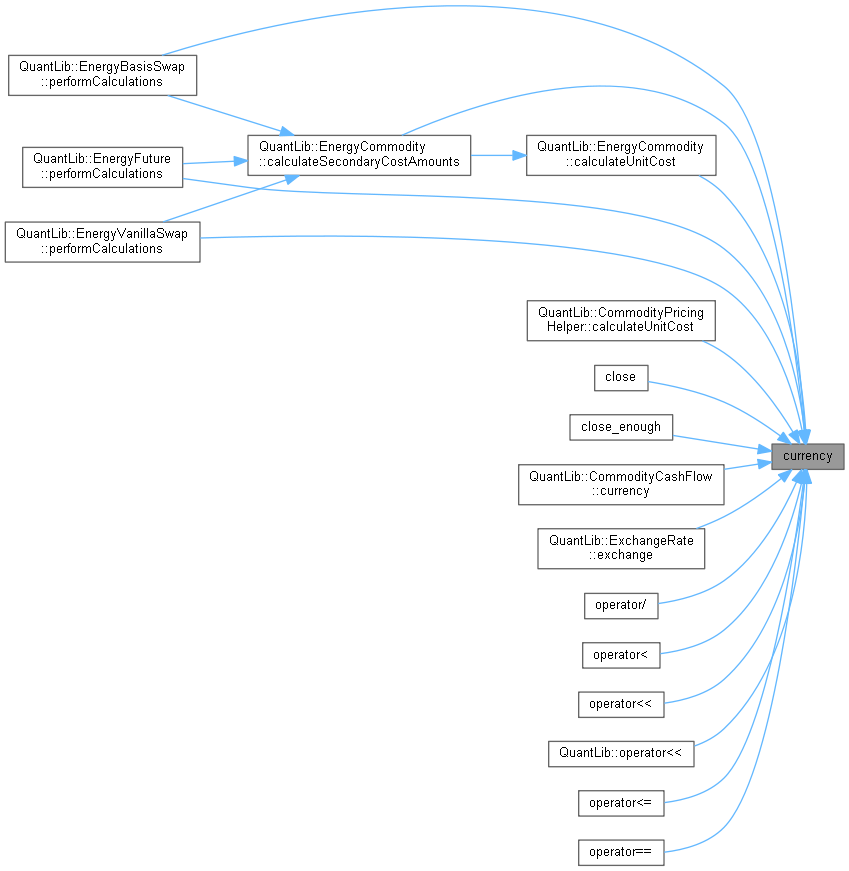 QuantLib::EnergyBasisSwap
::performCalculations
QuantLib::EnergyCommodity
::calculateSecondaryCostAmounts
QuantLib::EnergyCommodity
::calculateUnitCost
QuantLib::EnergyFuture
::performCalculations
QuantLib::EnergyVanillaSwap
::performCalculations
QuantLib::CommodityPricing
Helper::calculateUnitCost
close
close_enough
currency
QuantLib::CommodityCashFlow
::currency
QuantLib::ExchangeRate
::exchange
operator/
operator<
operator<<
QuantLib::operator<<
operator<=
operator==